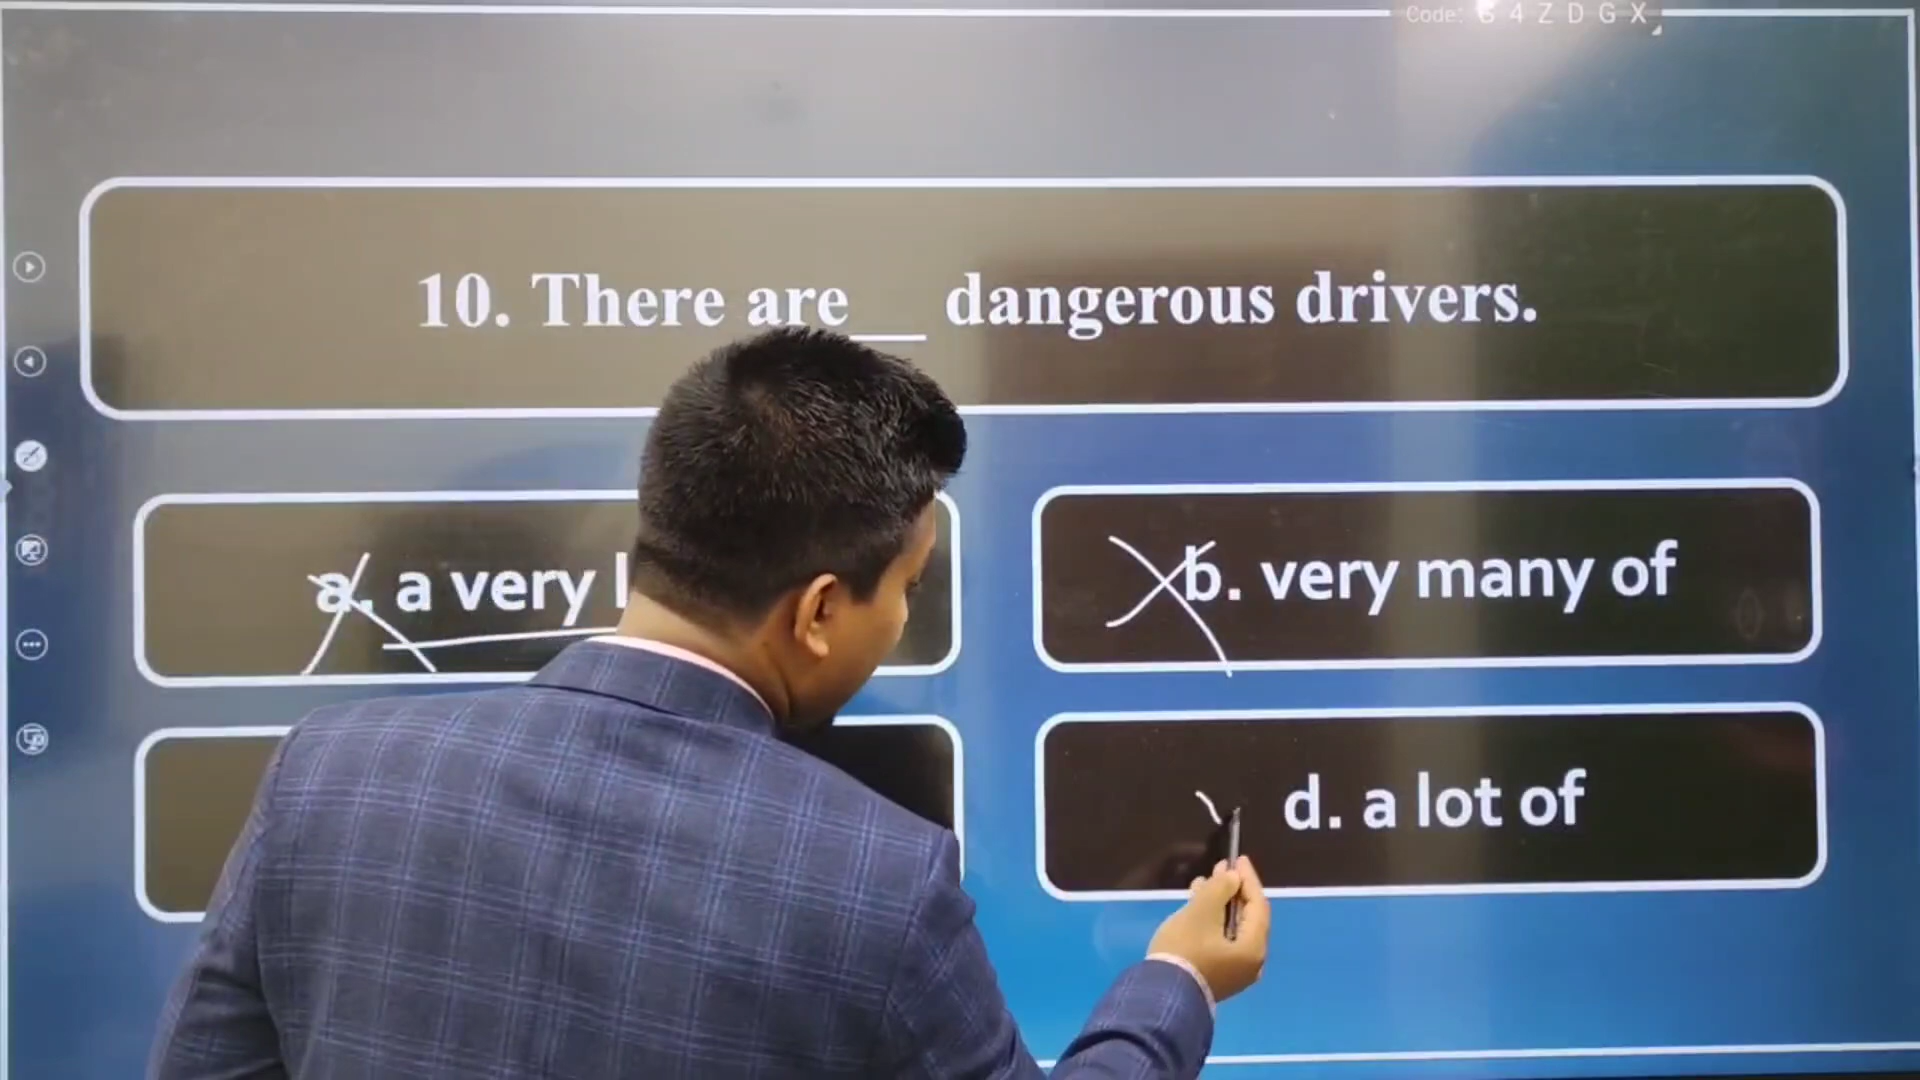 Code: G 4 Z D G X
10. There are__ dangerous drivers.
a. a very
b. very many of
d. a lot of